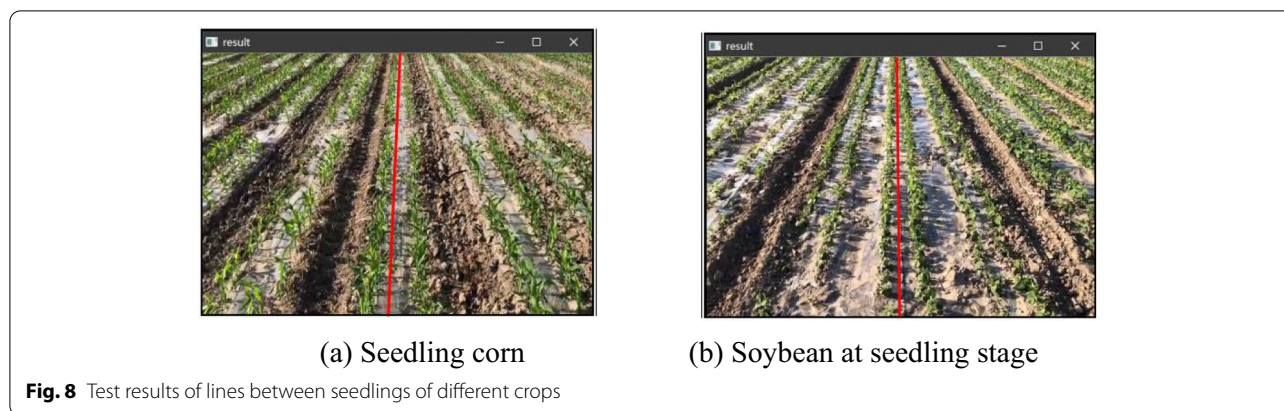 result
result
(a) Seedling corn
(b) Soybean at seedling stage
Fig. 8 Test results of lines between seedlings of different crops